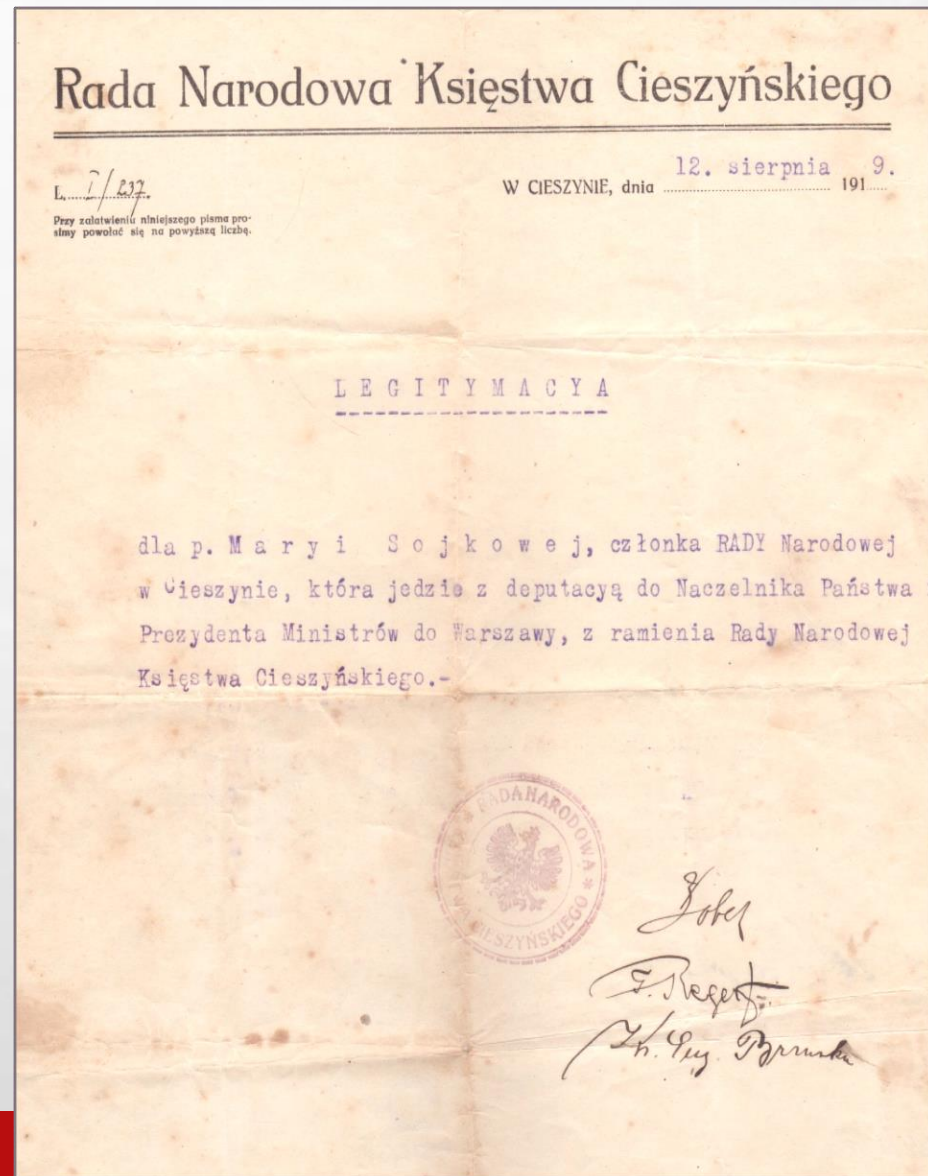 Rada Narodowa Księstwa Cieszyńskiego
L. I/237.
W CIESZYNIE, dnia 12. sierpnia 1919.
Przy załatwieniu niniejszego pisma pro-
simy powołać się na powyższą liczbę.
LEGITYMACYA
dla p. Maryi Sojkowej, członka RADY Narodowej
w Cieszynie, która jedzie z deputacyą do Naczelnika Państwa
Prezydenta Ministrów do Warszawy, z ramienia Rady Narodowej
Księstwa Cieszyńskiego.-
RADA NARODOWA * CIESZYŃSKIEGO
T. Reger